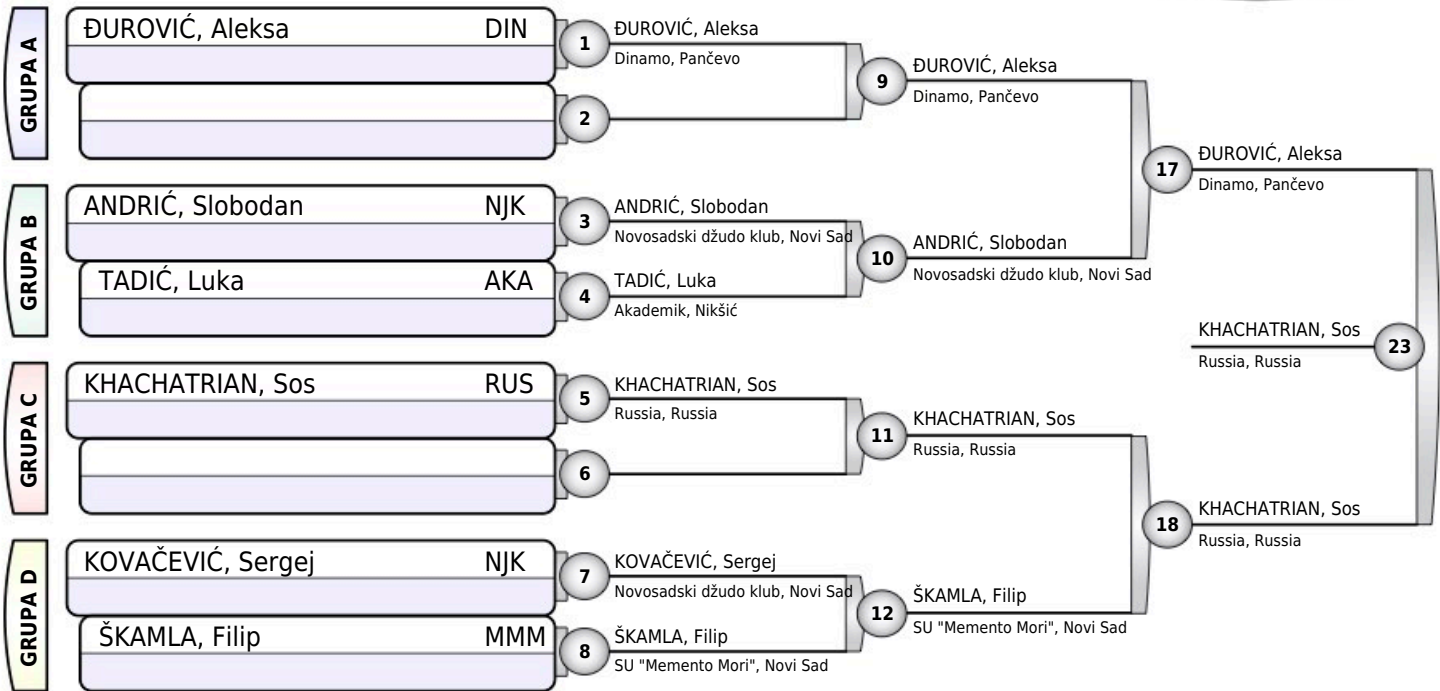 GRUPA A
ĐUROVIĆ, Aleksa DIN
1
ĐUROVIĆ, Aleksa
Dinamo, Pančevo
2
9
ĐUROVIĆ, Aleksa
Dinamo, Pančevo
GRUPA B
ANDRIĆ, Slobodan NJK
3
ANDRIĆ, Slobodan
Novosadski džudo klub, Novi Sad
TADIĆ, Luka AKA
4
TADIĆ, Luka
Akademik, Nikšić
10
ANDRIĆ, Slobodan
Novosadski džudo klub, Novi Sad
17
ĐUROVIĆ, Aleksa
Dinamo, Pančevo
GRUPA C
KHACHATRIAN, Sos RUS
5
KHACHATRIAN, Sos
Russia, Russia
6
11
KHACHATRIAN, Sos
Russia, Russia
GRUPA D
KOVAČEVIĆ, Sergej NJK
7
KOVAČEVIĆ, Sergej
Novosadski džudo klub, Novi Sad
ŠKAMLA, Filip MMM
8
ŠKAMLA, Filip
SU "Memento Mori", Novi Sad
12
ŠKAMLA, Filip
SU "Memento Mori", Novi Sad
18
KHACHATRIAN, Sos
Russia, Russia
KHACHATRIAN, Sos
Russia, Russia
23